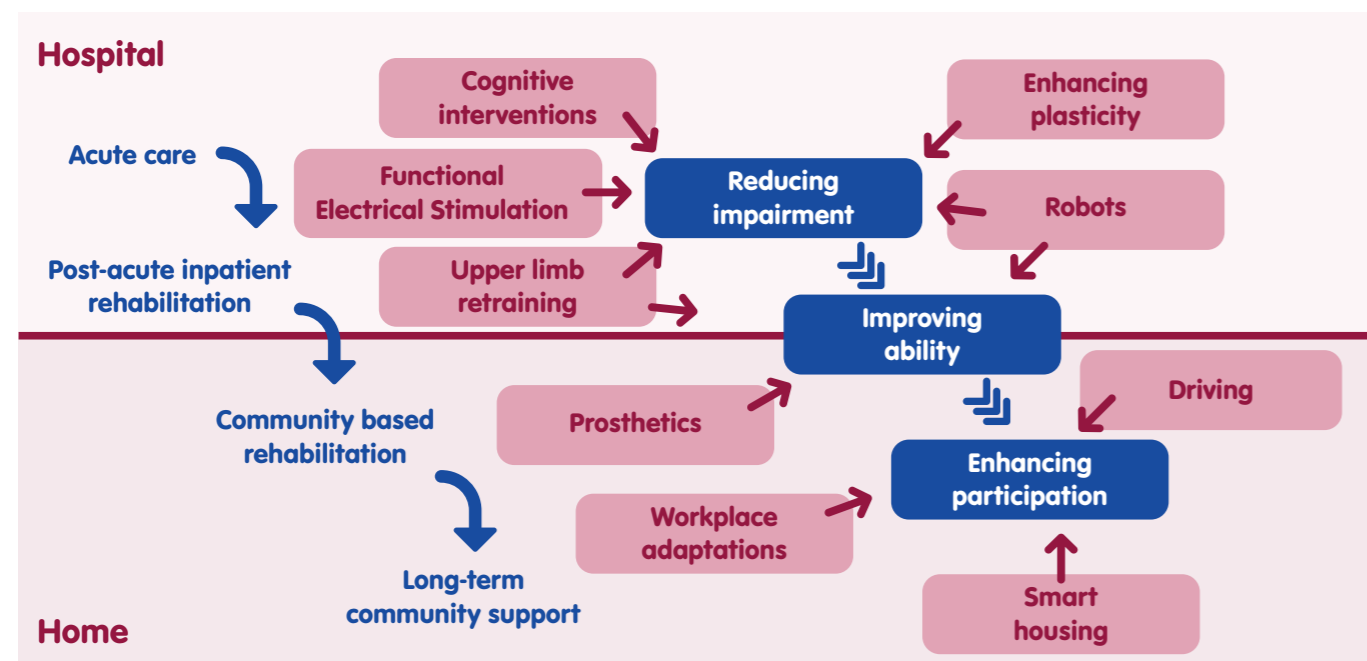 Hospital
Cognitive
interventions
Enhancing
plasticity
Acute care
Functional
Electrical Stimulation
Reducing
impairment
Robots
Post-acute inpatient
rehabilitation
Upper limb
retraining
Improving
ability
Driving
Prosthetics
Community based
rehabilitation
Enhancing
participation
Workplace
adaptations
Long-term
community support
Smart
housing
Home